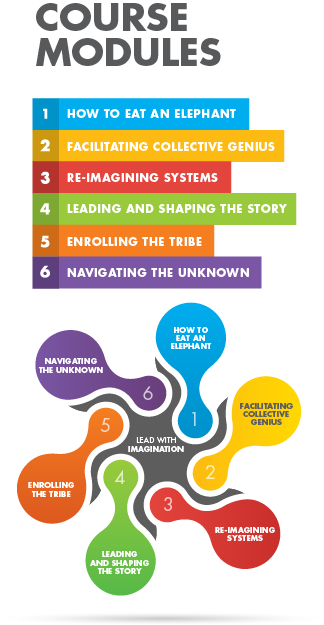 COURSE
MODULES
1 HOW TO EAT AN ELEPHANT
2 FACILITATING COLLECTIVE GENIUS
3 RE-IMAGINING SYSTEMS
4 LEADING AND SHAPING THE STORY
5 ENROLLING THE TRIBE
6 NAVIGATING THE UNKNOWN
HOW TO
EAT AN
ELEPHANT
1
FACILITATING
COLLECTIVE
GENIUS
2
RE-IMAGINING
SYSTEMS
3
LEADING
AND SHAPING
THE STORY
4
ENROLLING
THE TRIBE
5
NAVIGATING
THE UNKNOWN
6
LEAD WITH
IMAGINATION